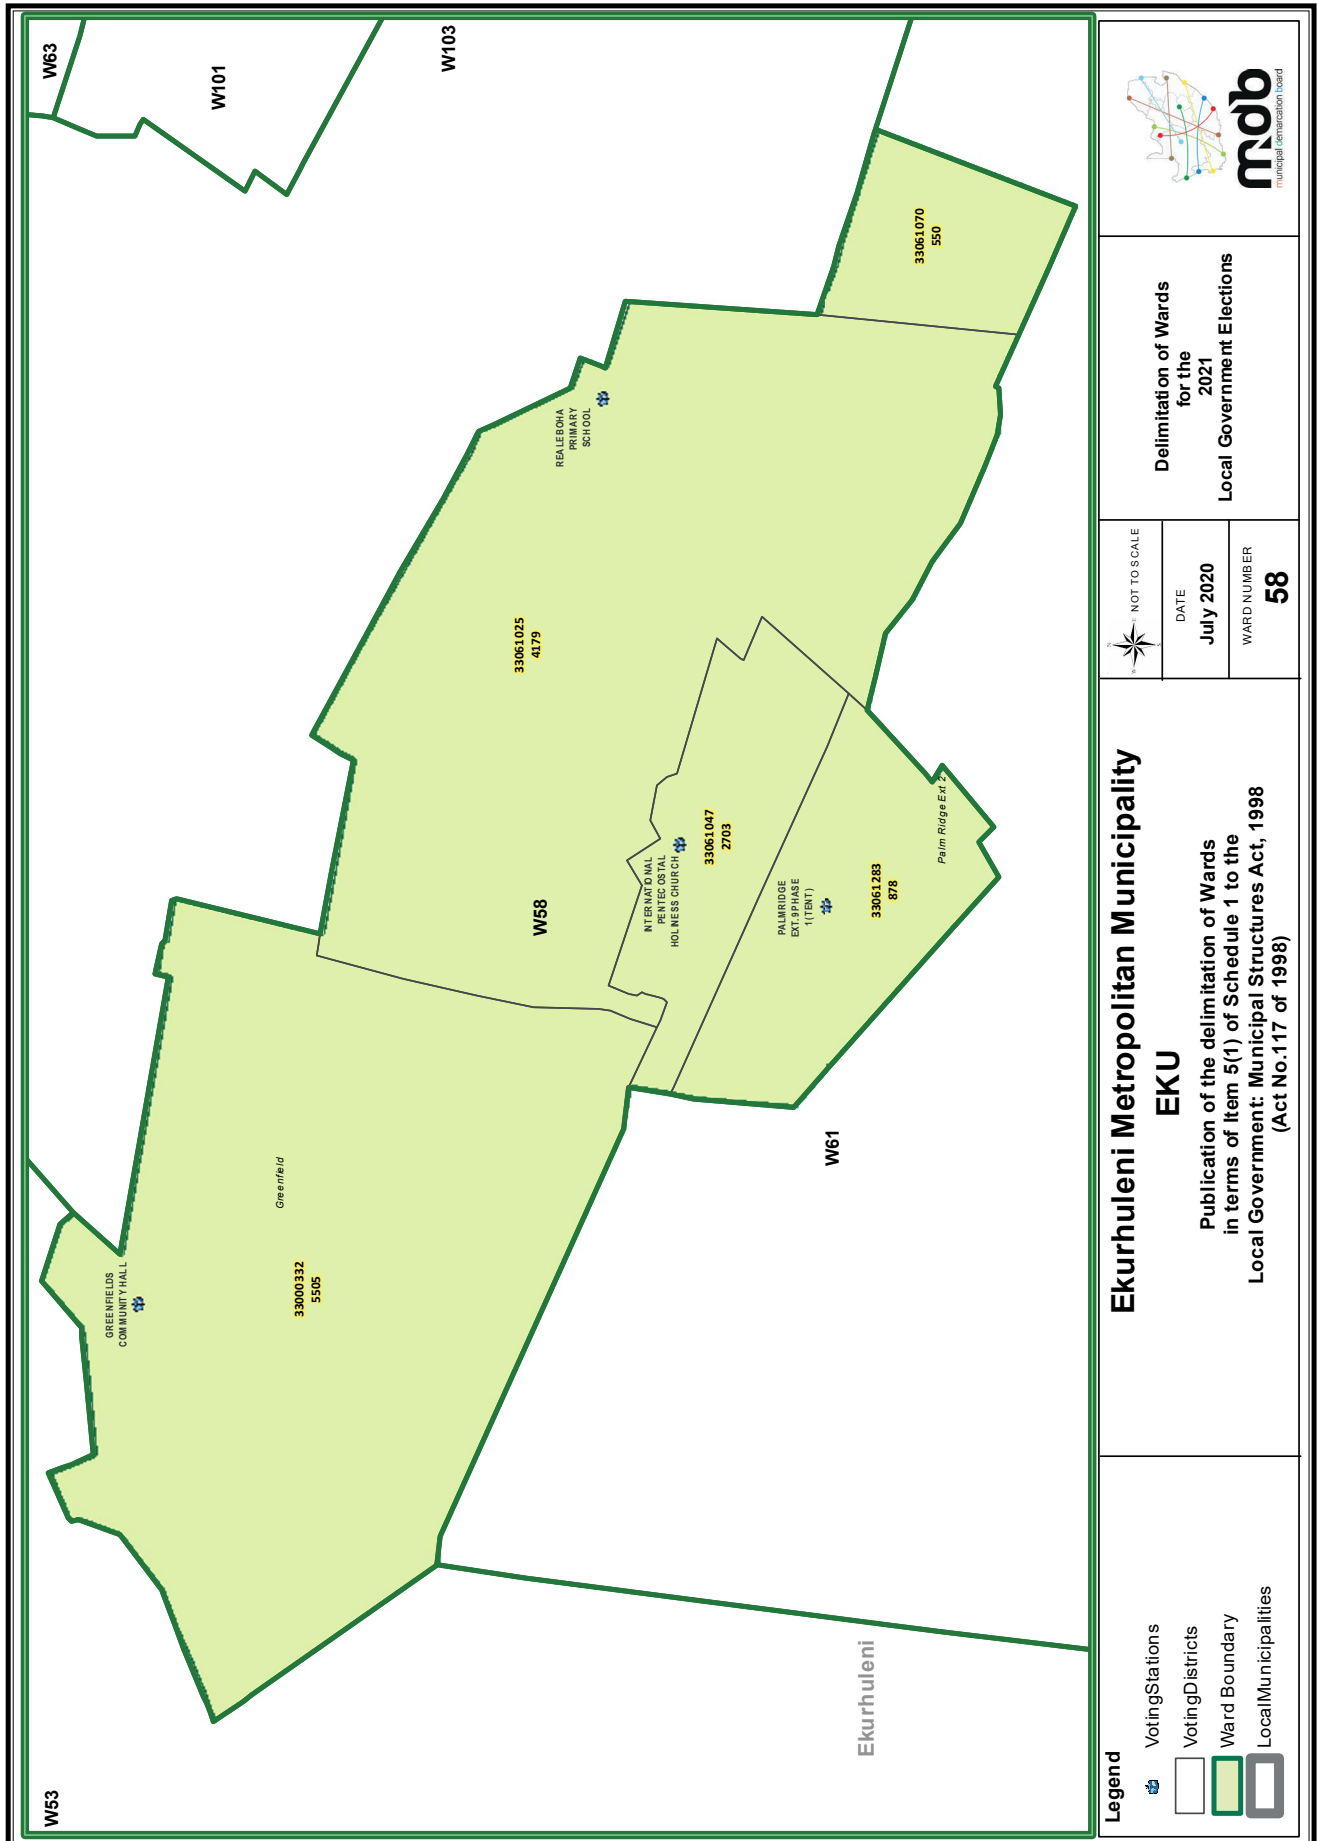 W53
W63
W101
W103
GREENFIELDS
COMMUNITY HALL
Greenfield
33000332
5505
W58
33061025
4179
REALEBOHA
PRIMARY
SCHOOL
INTERNATIONAL
PENTECOSTAL
HOLINESS CHURCH
33061047
2703
PALMRIDGE
EXT.9 PHASE
1 (TENT)
33061283
878
Palm Ridge Ext 2
33061070
550
W61
Ekurhuleni
Legend
VotingStations
VotingDistricts
Ward Boundary
LocalMunicipalities
Ekurhuleni Metropolitan Municipality
EKU
Publication of the delimitation of Wards
in terms of Item 5(1) of Schedule 1 to the
Local Government: Municipal Structures Act, 1998
(Act No.117 of 1998)
N
W
E
S
NOT TO SCALE
DATE
July 2020
WARD NUMBER
58
Delimitation of Wards
for the
2021
Local Government Elections
mdb
municipal demarcation board